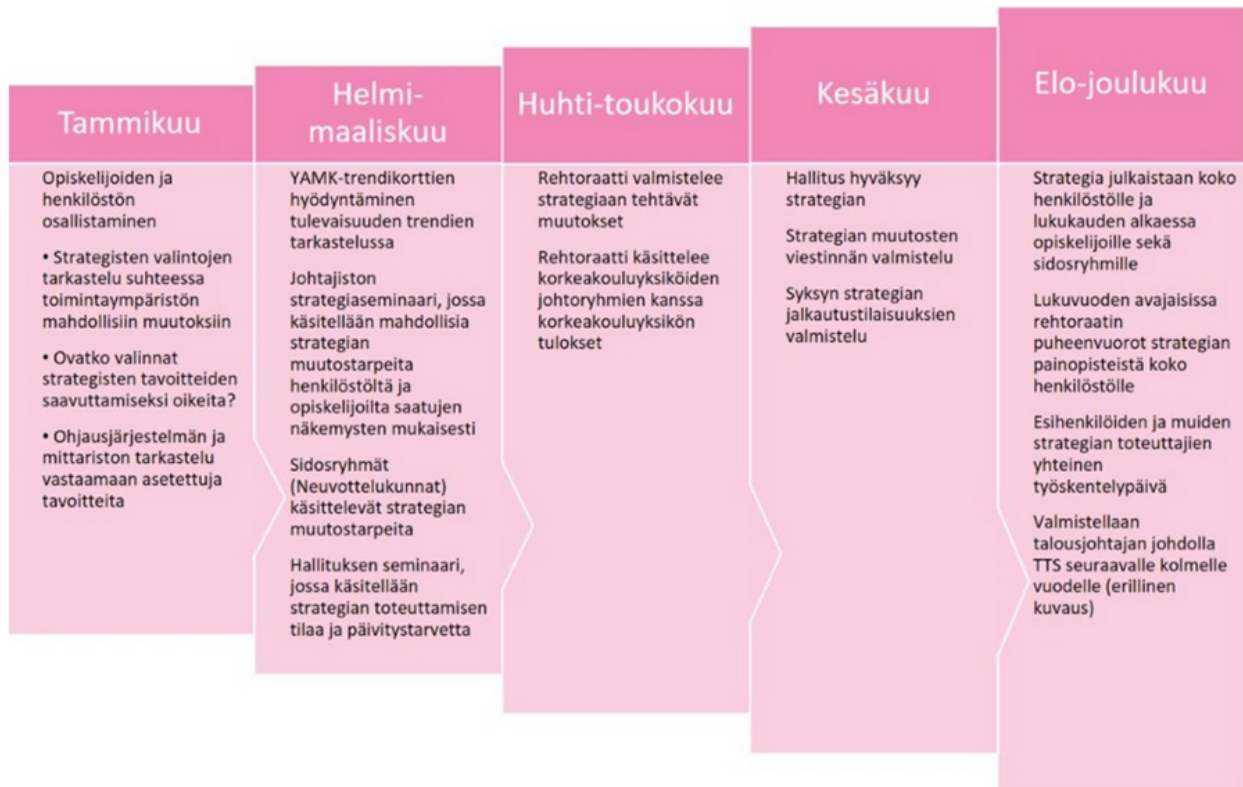 Tammikuu
Opiskelijoiden ja
henkilöstön
osallistaminen
• Strategisten valintojen
tarkastelu suhteessa
toimintaympäristön
mahdollisiin muutoksiin
• Ovatko valinnat
strategisten tavoitteiden
saavuttamiseksi oikeita?
• Ohjausjärjestelmän ja
mittariston tarkastelu
vastaamaan asetettuja
tavoitteita
Helmi-
maaliskuu
YAMK-trendikorttien
hyödyntäminen
tulevaisuuden trendien
tarkastelussa
Johtajiston
strategiaseminaari, jossa
käsitellään mahdollisia
strategian
muutostarpeita
henkilöstöltä ja
opiskelijoilta saatujen
näkemysten mukaisesti
Sidosryhmät
(Neuvottelukunnat)
käsittelevät strategian
muutostarpeita
Hallituksen seminaari,
jossa käsitellään
strategian toteuttamisen
tilaa ja päivitystarvetta
Huhti-toukokuu
Rehtoraatti valmistelee
strategiaan tehtävät
muutokset
Rehtoraatti käsittelee
korkeakouluyksiköiden
johtoryhmien kanssa
korkeakouluyksikön
tulokset
Kesäkuu
Hallitus hyväksyy
strategian
Strategian muutosten
viestinnän valmistelu
Syksyn strategian
jalkautustilaisuuksien
valmistelu
Elo-joulukuu
Strategia julkaistaan koko
henkilöstölle ja
lukukauden alkaessa
opiskelijoille sekä
sidosryhmille
Lukuvuoden avajaisissa
rehtoraatin
puheenvuorot strategian
painopisteistä koko
henkilöstölle
Esihenkilöiden ja muiden
strategian toteuttajien
yhteinen
työskentelypäivä
Valmistellaan
talousjohtajan johdolla
TTS seuraavalle kolmelle
vuodelle (erillinen
kuvaus)